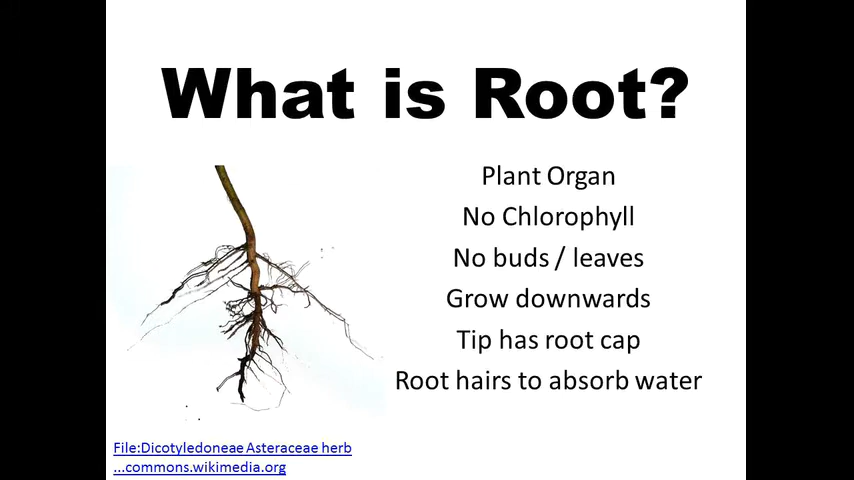 What is Root?
Plant Organ
No Chlorophyll
No buds / leaves
Grow downwards
Tip has root cap
Root hairs to absorb water
File:Dicotyledoneae Asteraceae herb
...commons.wikimedia.org